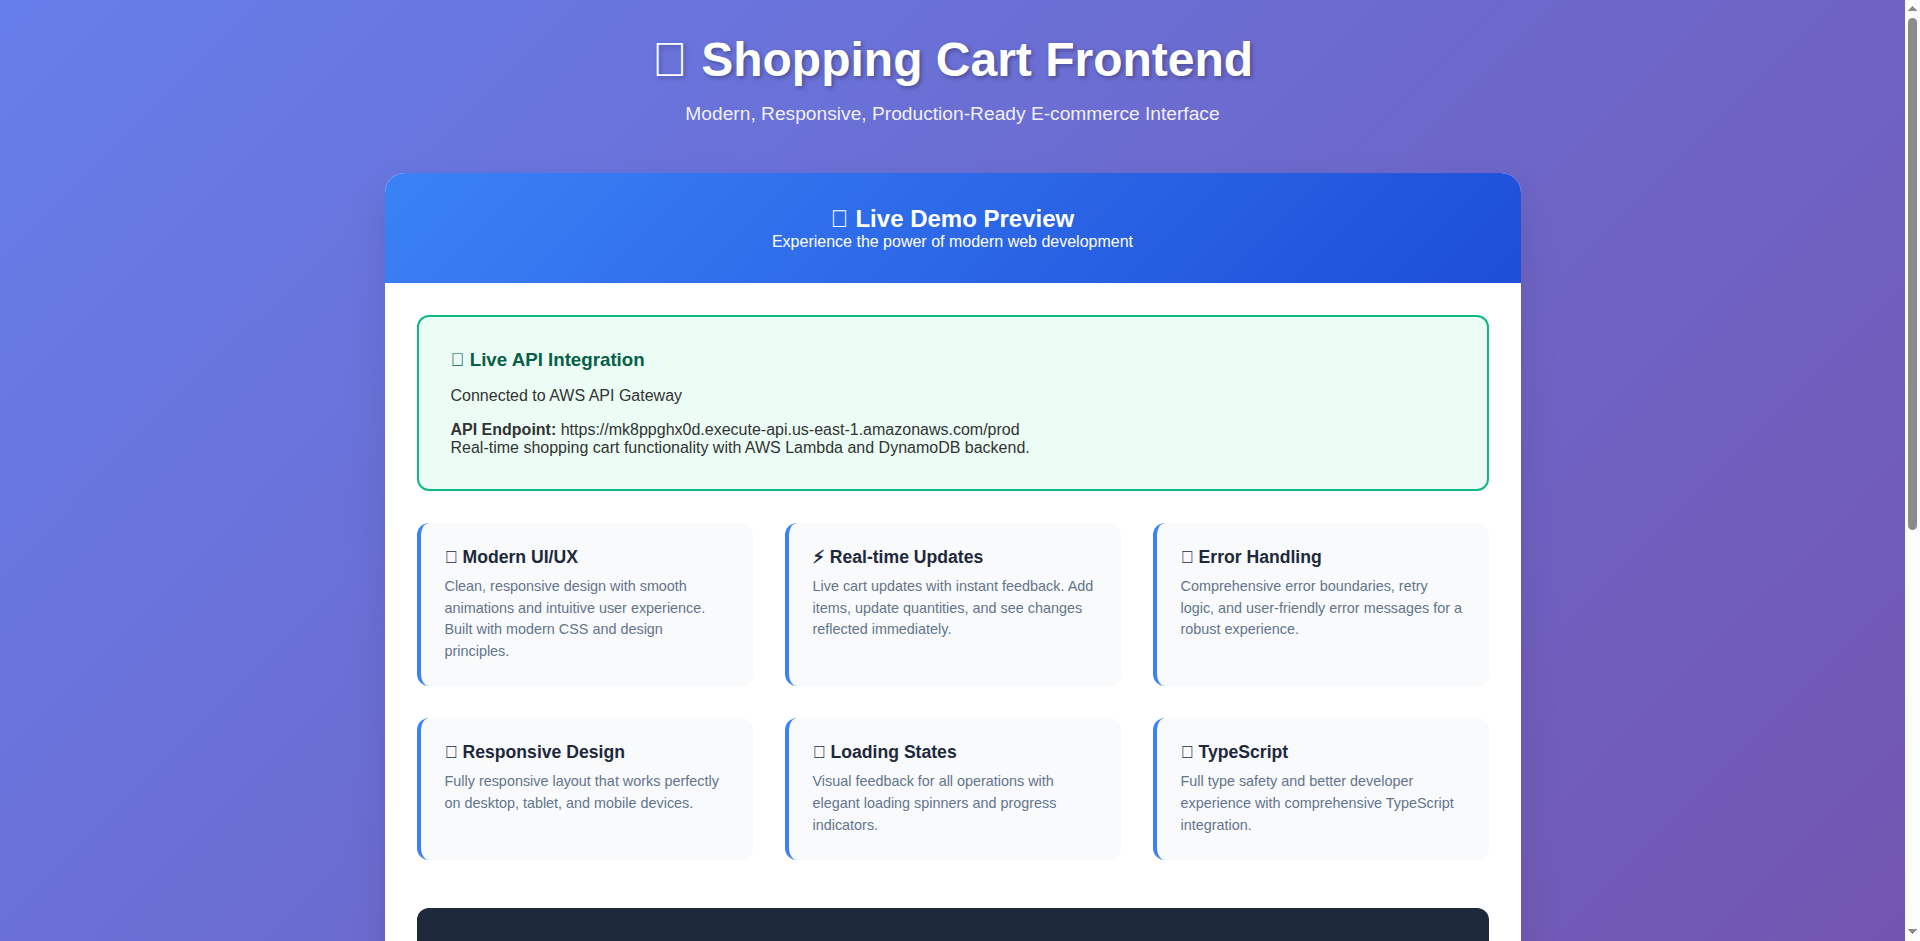 Shopping Cart Frontend
Modern, Responsive, Production-Ready E-commerce Interface
Live Demo Preview
Experience the power of modern web development
Live API Integration
Connected to AWS API Gateway
API Endpoint: https://mk8ppghx0d.execute-api.us-east-1.amazonaws.com/prod
Real-time shopping cart functionality with AWS Lambda and DynamoDB backend.
Modern UI/UX
Clean, responsive design with smooth
animations and intuitive user experience.
Built with modern CSS and design
principles.
⚡ Real-time Updates
Live cart updates with instant feedback. Add
items, update quantities, and see changes
reflected immediately.
Error Handling
Comprehensive error boundaries, retry
logic, and user-friendly error messages for a
robust experience.
Responsive Design
Fully responsive layout that works perfectly
on desktop, tablet, and mobile devices.
Loading States
Visual feedback for all operations with
elegant loading spinners and progress
indicators.
TypeScript
Full type safety and better developer
experience with comprehensive TypeScript
integration.